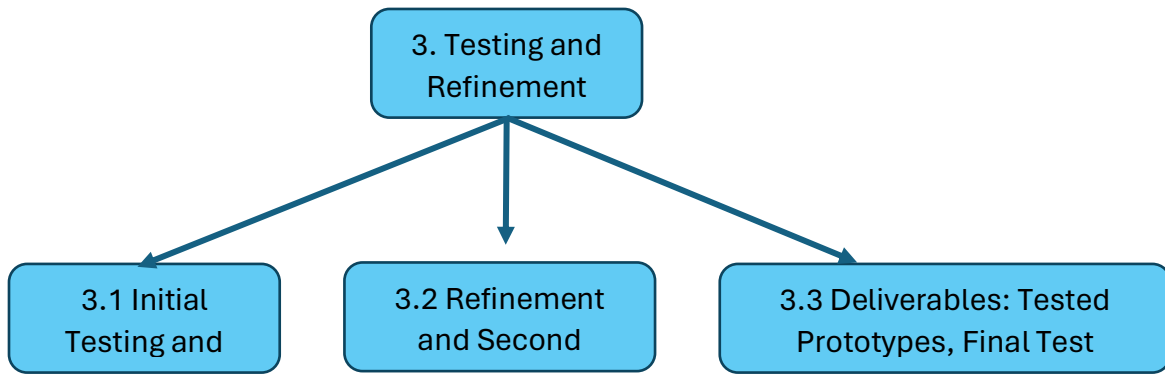 3. Testing and
Refinement
3.1 Initial
Testing and
3.2 Refinement
and Second
3.3 Deliverables: Tested
Prototypes, Final Test